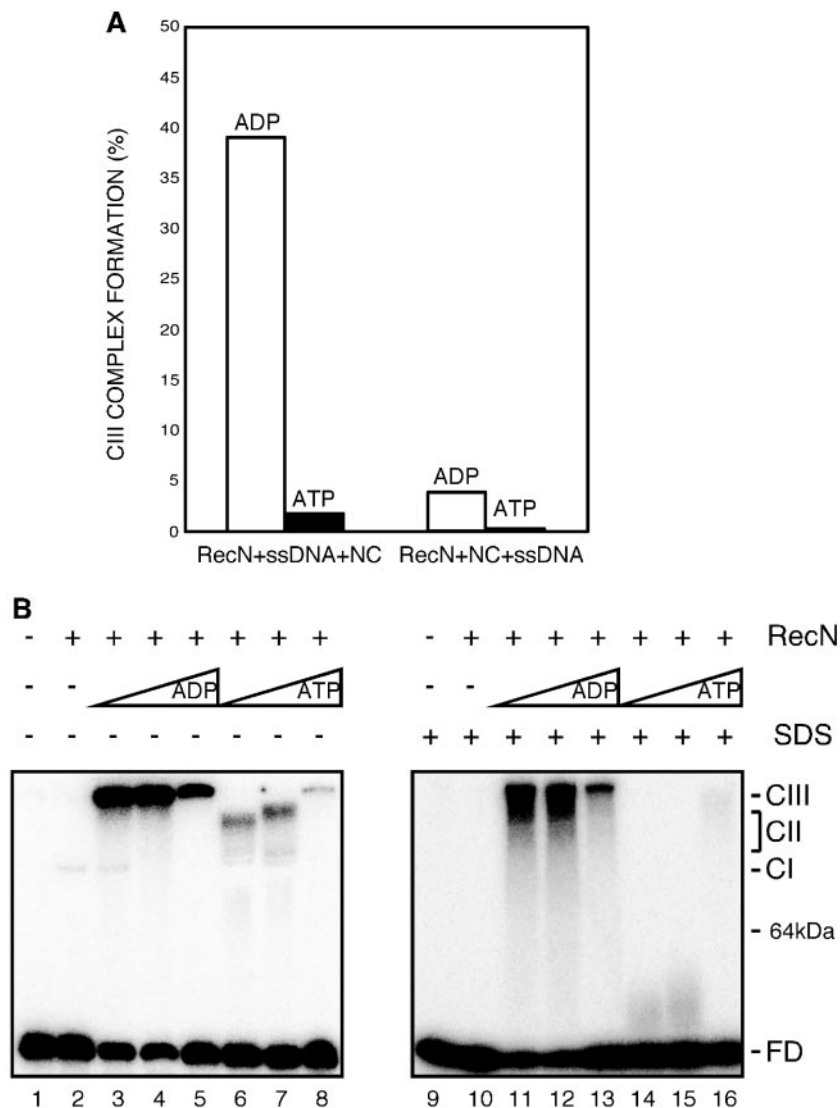 A
CIII COMPLEX FORMATION (%)
50
45
40
35
30
25
20
15
10
5
0
ADP
ATP
ADP
ATP
RecN+ssDNA+NC RecN+NC+ssDNA
B
- + + + + + + + - + + + + + + + RecN
- - ADP ATP - - ADP ATP
- - - - - - - - + + + + + + + + SDS
- CIII
CII
- CI
- 64kDa
- FD
1 2 3 4 5 6 7 8 9 10 11 12 13 14 15 16